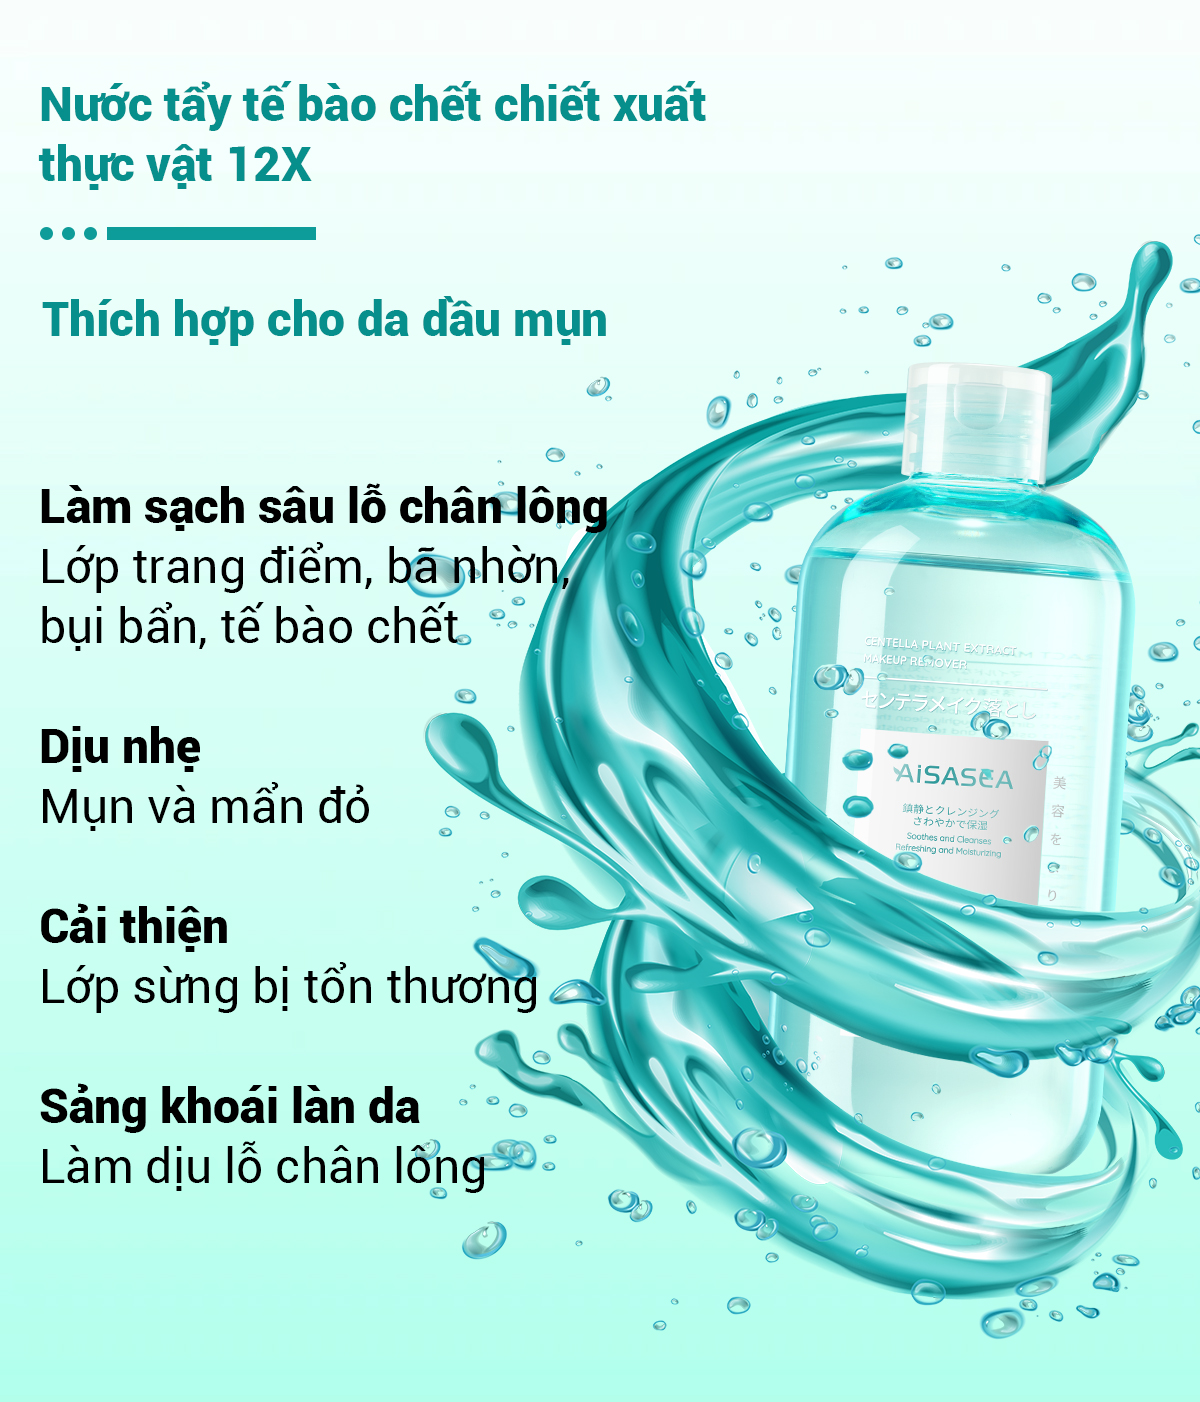 Nước tẩy tế bào chết chiết xuất
thực vật 12X
Thích hợp cho da dầu mụn
Làm sạch sâu lỗ chân lông
Lớp trang điểm, bã nhờn,
bụi bẩn, tế bào chết
Dịu nhẹ
Mụn và mẩn đỏ
Cải thiện
Lớp sừng bị tổn thương
Sảng khoái làn da
Làm dịu lỗ chân lông
CENTELLA PLANT EXTRACT
MAKEUP REMOVER
センテラメイク落とし
AiSASEA
鎮静とクレンジング
さわやかで保湿
Soothes and Cleanses
Refreshing and Moisturizing
美容を
り